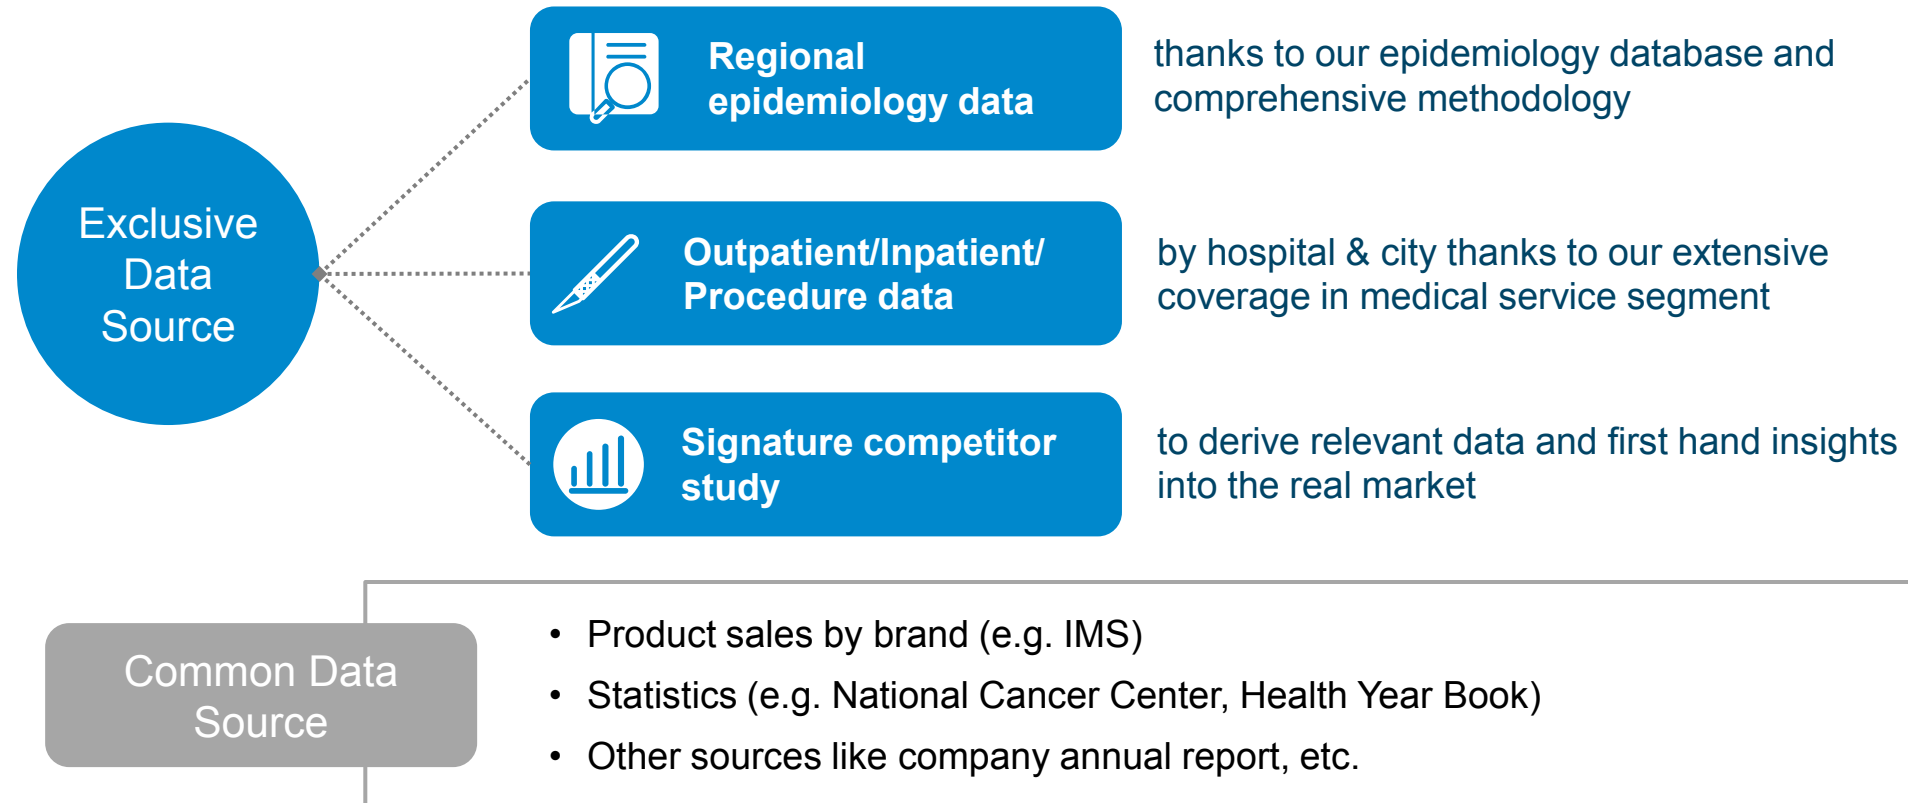 Exclusive
Data
Source
Regional
epidemiology data
thanks to our epidemiology database and
comprehensive methodology
Outpatient/Inpatient/
Procedure data
by hospital & city thanks to our extensive
coverage in medical service segment
Signature competitor
study
to derive relevant data and first hand insights
into the real market
Common Data
Source
• Product sales by brand (e.g. IMS)
• Statistics (e.g. National Cancer Center, Health Year Book)
• Other sources like company annual report, etc.